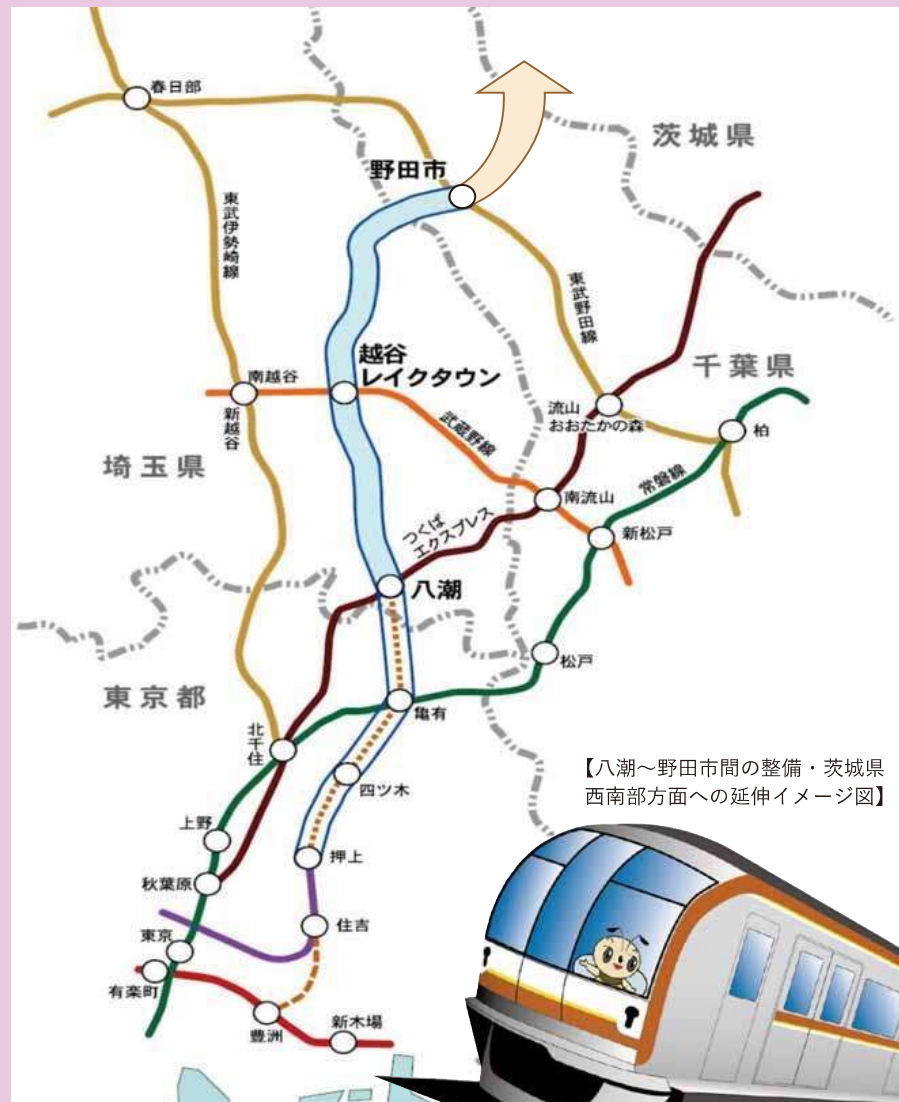 春日部
茨城県
野田市
東武伊勢崎線
東武野田線
越谷
レイクタウン
南越谷
千葉県
新越谷
流山
おおたかの森
柏
武蔵野線
埼玉県
常磐線
南流山
つくば
エクスプレス
新松戸
八潮
松戸
東京都
亀有
北千住
四ツ木
【八潮～野田市間の整備・茨城県
西南部方面への延伸イメージ図】
上野
押上
秋葉原
住吉
東京
有楽町
豊洲
新木場